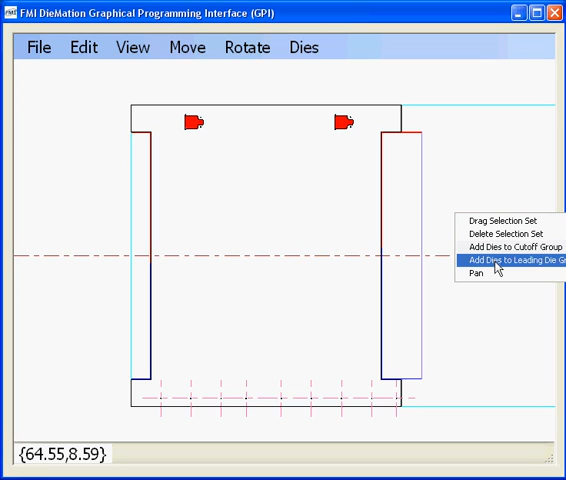 FMI DieMation Graphical Programming Interface (GPI)
File Edit View Move Rotate Dies
Drag Selection Set
Delete Selection Set
Add Dies to Cutoff Group
Add Dies to Leading Die Gr
Pan
{64.55,8.59}